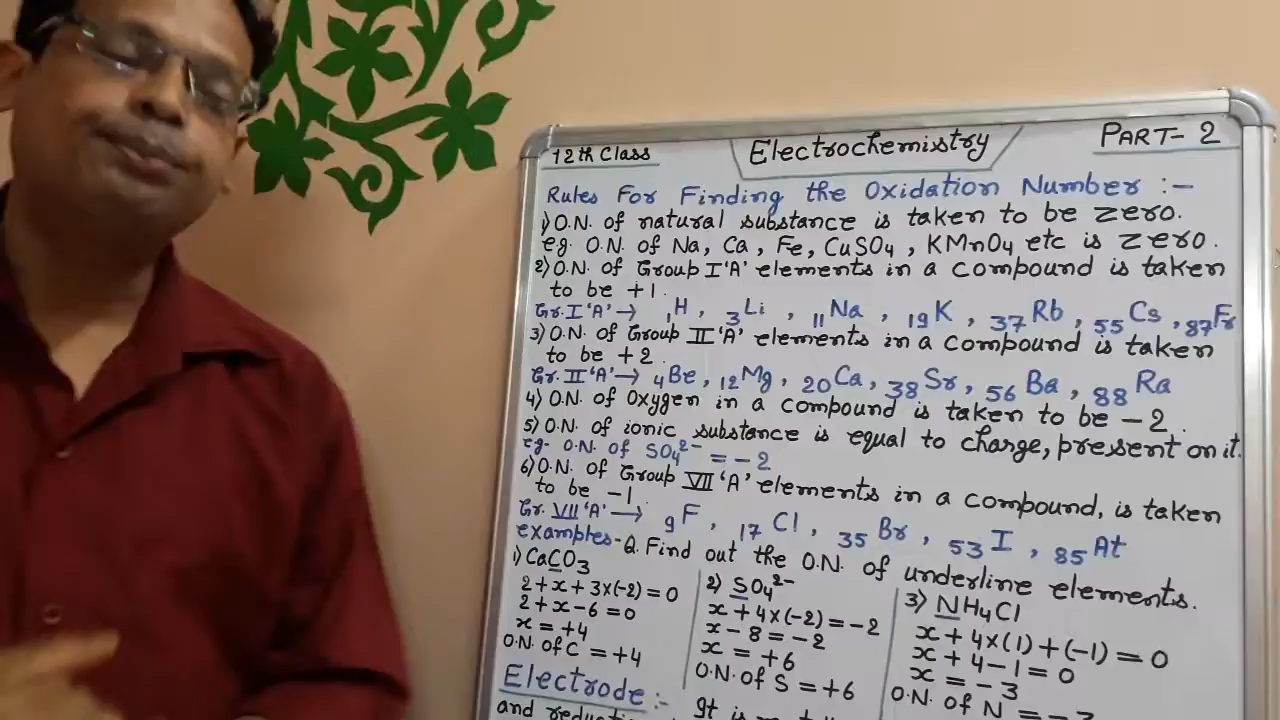 12th Class
Electrochemistry
PART-2
Rules For Finding the Oxidation Number :-
1) O.N. of natural substance is taken to be zero.
eg. O.N. of Na, Ca, Fe, CuSO4, KMnO4 etc is zero.
2) O.N. of Group I 'A' elements in a compound is taken
to be +1.
Gr. I 'A' → 1H, 3Li, 11Na, 19K, 37Rb, 55Cs, 87Fr
3) O.N. of Group II 'A' elements in a compound is taken
to be +2.
Gr. II 'A' → 4Be, 12Mg, 20Ca, 38Sr, 56Ba, 88Ra
4) O.N. of Oxygen in a compound is taken to be -2.
5) O.N. of ionic substance is equal to charge, present on it.
eg- O.N. of SO4^2- = -2
6) O.N. of Group VII 'A' elements in a compound, is taken
to be -1.
Gr. VII 'A' → 9F, 17Cl, 35Br, 53I, 85At
examples- Q. Find out the O.N. of underline elements.
1) CaCO3
2+x+3x(-2)=0
2+x-6=0
x=+4
O.N. of C = +4
2) SO4^2-
x+4x(-2)=-2
x-8=-2
x=+6
O.N. of S = +6
3) NH4Cl
x+4x(1)+(-1)=0
x+4-1=0
x=-3
O.N. of N = -3
Electrode :-
It is
and